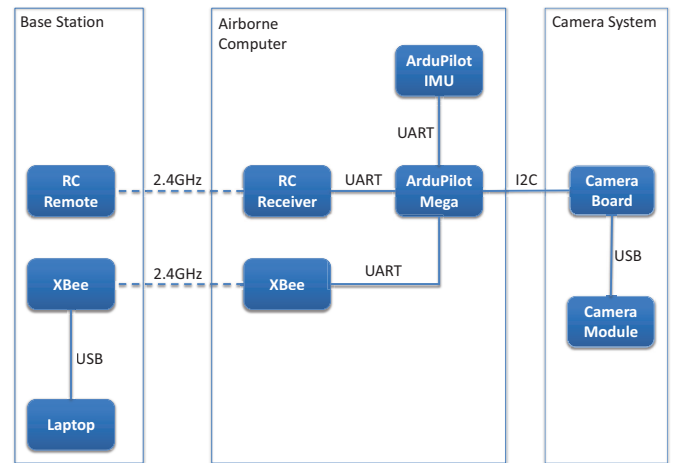 Base Station
Airborne
Computer
Camera System
ArduPilot
IMU
UART
RC
Remote
2.4GHz
RC
Receiver
UART
ArduPilot
Mega
I2C
Camera
Board
XBee
2.4GHz
XBee
UART
USB
Camera
Module
USB
Laptop